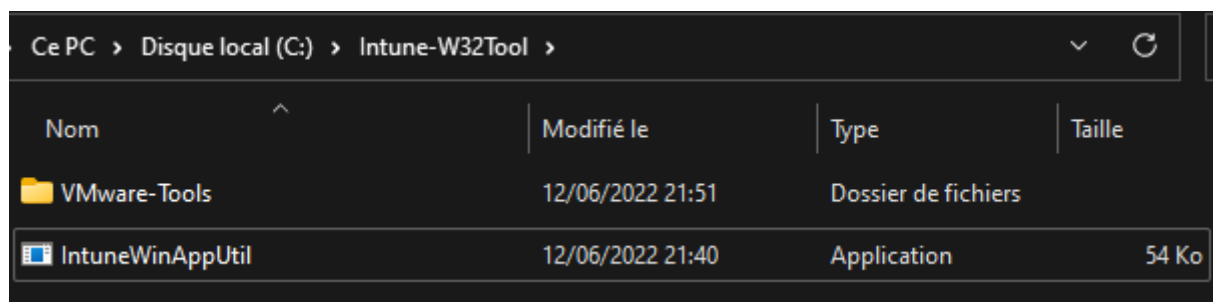 Ce PC > Disque local (C:) > Intune-W32Tool >
Nom Modifié le Type Taille
VMware-Tools 12/06/2022 21:51 Dossier de fichiers
IntuneWinAppUtil 12/06/2022 21:40 Application 54 Ko